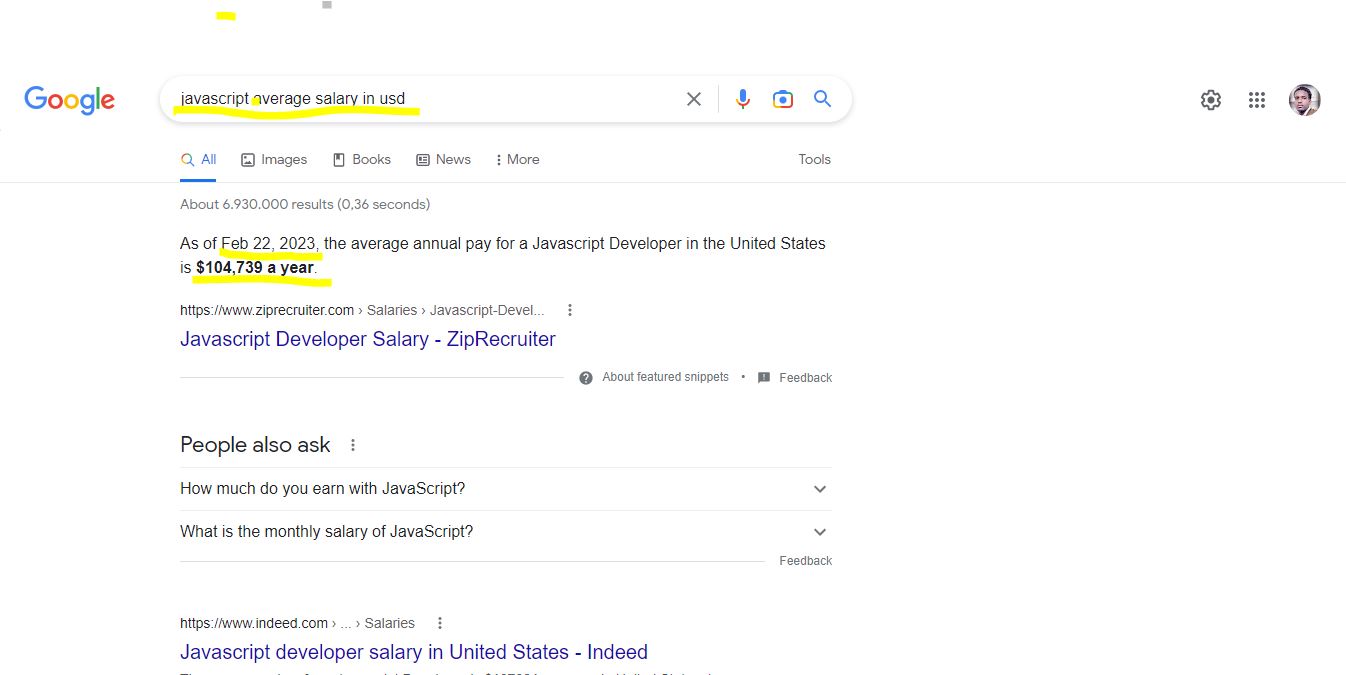 Google
javascript average salary in usd
All Images Books News More Tools
About 6.930.000 results (0,36 seconds)
As of Feb 22, 2023, the average annual pay for a Javascript Developer in the United States
is $104,739 a year.
https://www.ziprecruiter.com › Salaries › Javascript-Devel...
Javascript Developer Salary - ZipRecruiter
About featured snippets • Feedback
People also ask
How much do you earn with JavaScript?
What is the monthly salary of JavaScript?
Feedback
https://www.indeed.com › ... › Salaries
Javascript developer salary in United States - Indeed